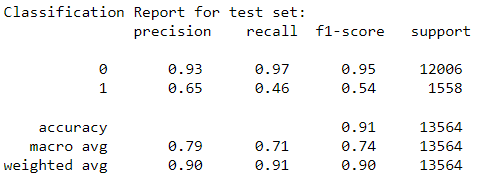 Classification Report for test set:
precision recall f1-score support
0 0.93 0.97 0.95 12006
1 0.65 0.46 0.54 1558
accuracy 0.91 13564
macro avg 0.79 0.71 0.74 13564
weighted avg 0.90 0.91 0.90 13564